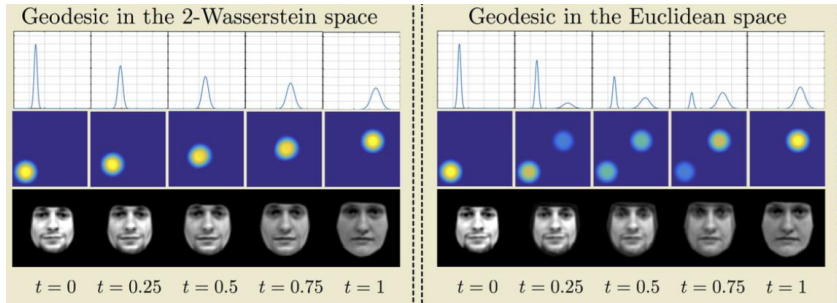 Geodesic in the 2-Wasserstein space
t = 0 t = 0.25 t = 0.5 t = 0.75 t = 1
Geodesic in the Euclidean space
t = 0 t = 0.25 t = 0.5 t = 0.75 t = 1